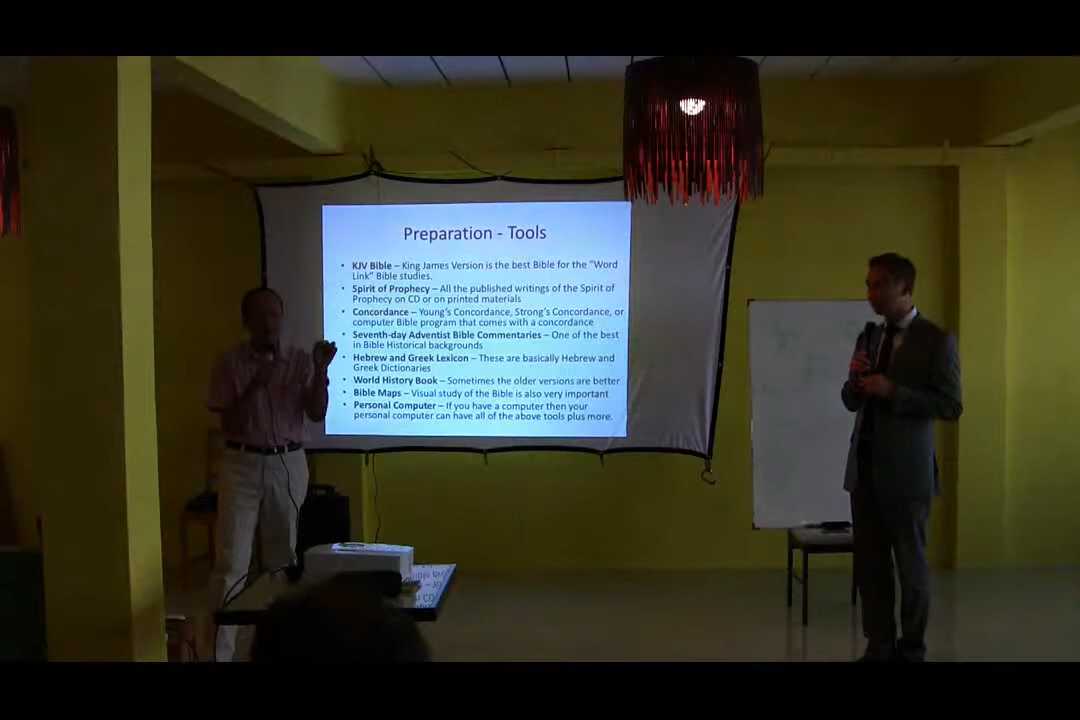 Preparation - Tools
• KJV Bible – King James Version is the best Bible for the "Word
Link" Bible studies.
• Spirit of Prophecy – All the published writings of the Spirit of
Prophecy on CD or on printed materials
• Concordance – Young's Concordance, Strong's Concordance, or
computer Bible program that comes with a concordance
• Seventh-day Adventist Bible Commentaries – One of the best
in Bible Historical backgrounds
• Hebrew and Greek Lexicon – These are basically Hebrew and
Greek Dictionaries
• World History Book – Sometimes the older versions are better
• Bible Maps – Visual study of the Bible is also very important
• Personal Computer – If you have a computer then your
personal computer can have all of the above tools plus more.